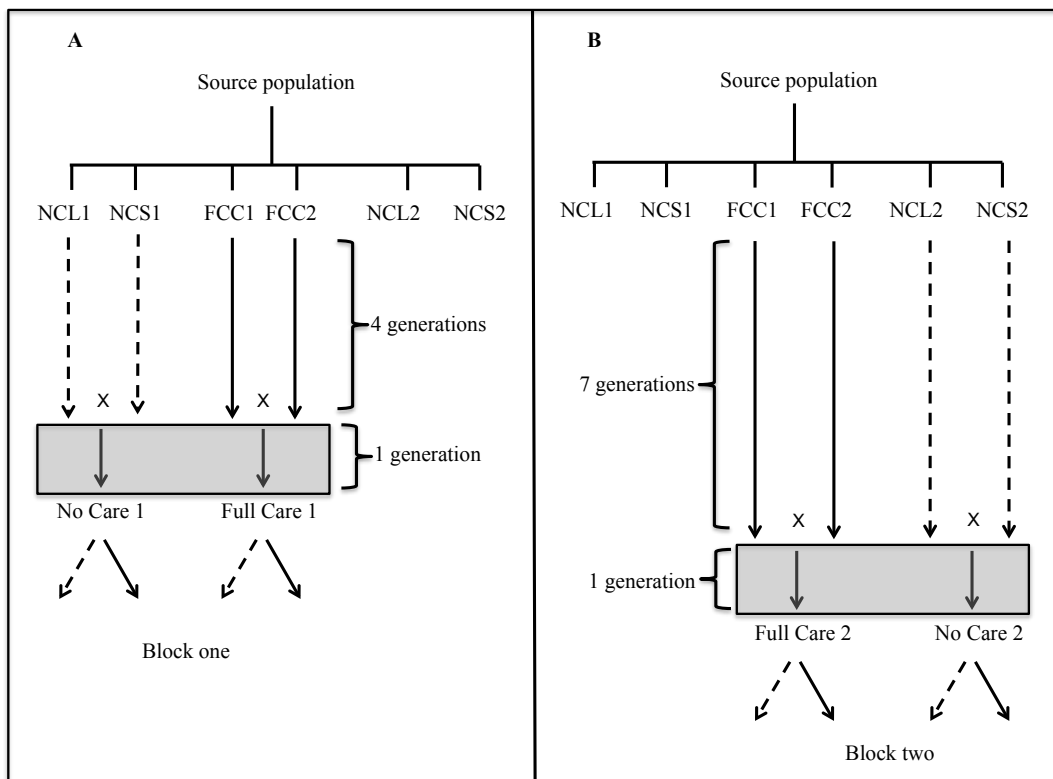 A
Source population
NCL1 NCS1 FCC1 FCC2 NCL2 NCS2
4 generations
X X
1 generation
No Care 1 Full Care 1
Block one
B
Source population
NCL1 NCS1 FCC1 FCC2 NCL2 NCS2
7 generations
X X
1 generation
Full Care 2 No Care 2
Block two